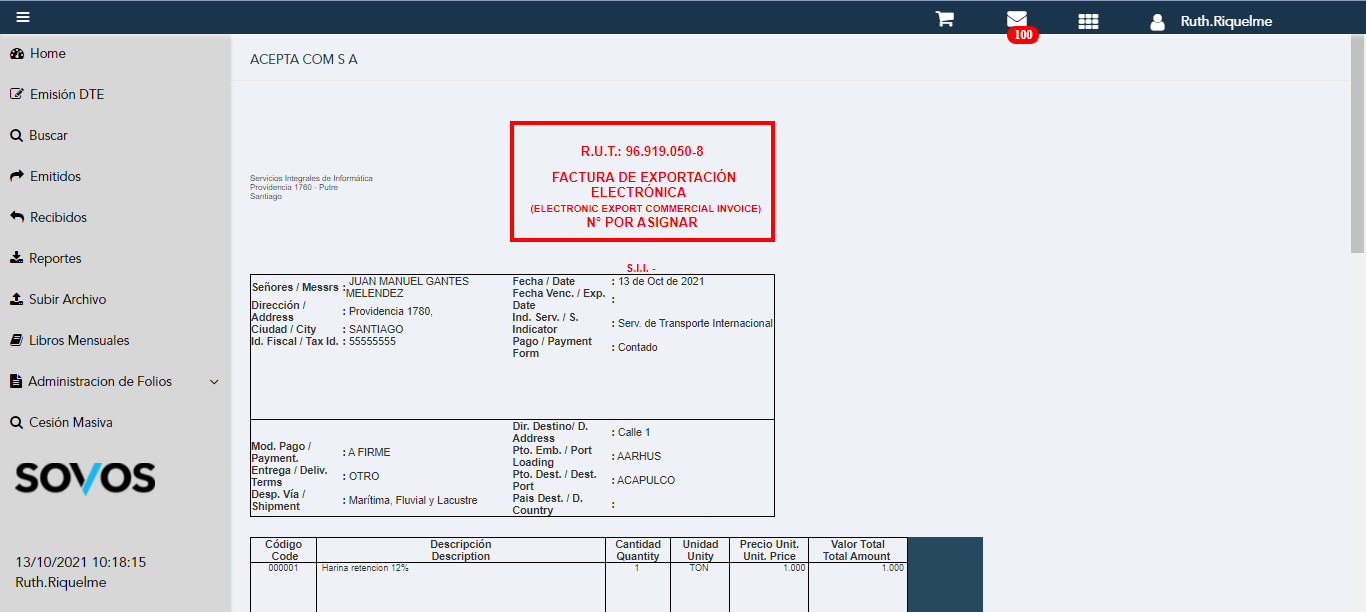 Ruth.Riquelme
100
Home
Emisión DTE
Buscar
Emitidos
Recibidos
Reportes
Subir Archivo
Libros Mensuales
Administracion de Folios
Cesión Masiva
SOVOS
13/10/2021 10:18:15
Ruth.Riquelme
ACEPTA COM S A
Servicios Integrales de Informática
Providencia 1760 - Putre
Santiago
R.U.T.: 96.919.050-8
FACTURA DE EXPORTACIÓN
ELECTRÓNICA
(ELECTRONIC EXPORT COMMERCIAL INVOICE)
N° POR ASIGNAR
S.I.I. -
Señores / Messrs : JUAN MANUEL GANTES
MELENDEZ
Dirección /
Address : Providencia 1780,
Ciudad / City : SANTIAGO
Id. Fiscal / Tax Id. : 55555555
Fecha / Date : 13 de Oct de 2021
Fecha Venc. / Exp.
Date :
Ind. Serv. / S.
Indicator : Serv. de Transporte Internacional
Pago / Payment
Form : Contado
Mod. Pago /
Payment. : A FIRME
Entrega / Deliv.
Terms : OTRO
Desp. Vía /
Shipment : Marítima, Fluvial y Lacustre
Dir. Destino/ D.
Address : Calle 1
Pto. Emb. / Port
Loading : AARHUS
Pto. Dest. / Dest.
Port : ACAPULCO
Pais Dest. / D.
Country :
Código Descripción Cantidad Unidad Precio Unit. Valor Total
Code Description Quantity Unity Unit. Price Total Amount
000001 Harina retencion 12% 1 TON 1.000 1.000